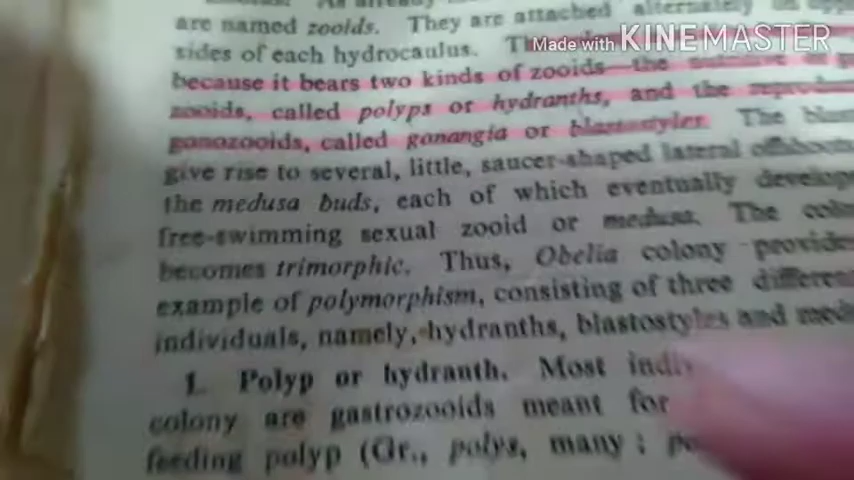 are named zooids. They are attached alternately
sides of each hydrocaulus.
Made with KINEMASTER
because it bears two kinds of zooids—the
zooids, called polyps or hydranths, and the
gonozooids, called gonangia or blastostyles. The
give rise to several, little, saucer-shaped lateral
the medusa buds, each of which eventually
free-swimming sexual zooid or medusa. The
becomes trimorphic. Thus, Obelia colony
example of polymorphism, consisting of three
individuals, namely, hydranths, blastostyles and
1. Polyp or hydranth. Most
colony are gastrozooids meant for
feeding polyp (Gr., polys, many ;